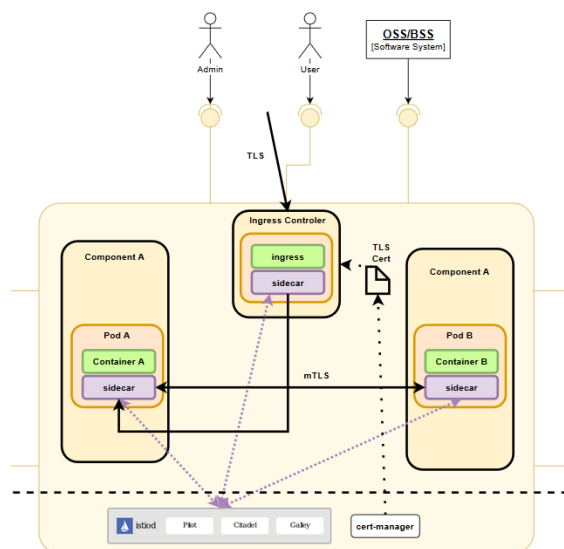 Admin
User
OSS/BSS
[Software System]
TLS
Ingress Controler
ingress
sidecar
TLS
Cert
Component A
Pod A
Container A
sidecar
mTLS
Component A
Pod B
Container B
sidecar
istiod
Pilot
Citadel
Galley
cert-manager